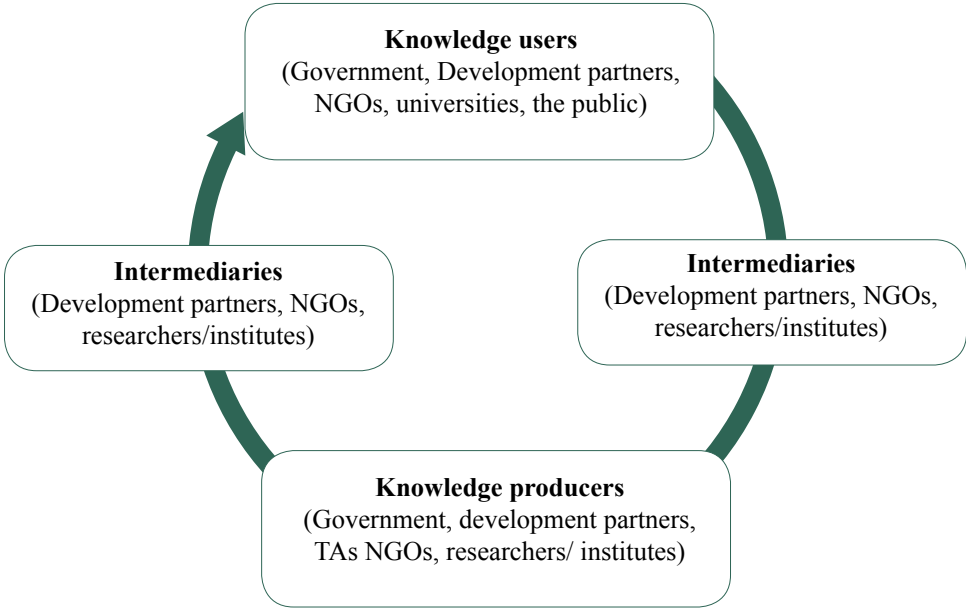 Knowledge users
(Government, Development partners,
NGOs, universities, the public)
Intermediaries
(Development partners, NGOs,
researchers/institutes)
Intermediaries
(Development partners, NGOs,
researchers/institutes)
Knowledge producers
(Government, development partners,
TAs NGOs, researchers/ institutes)